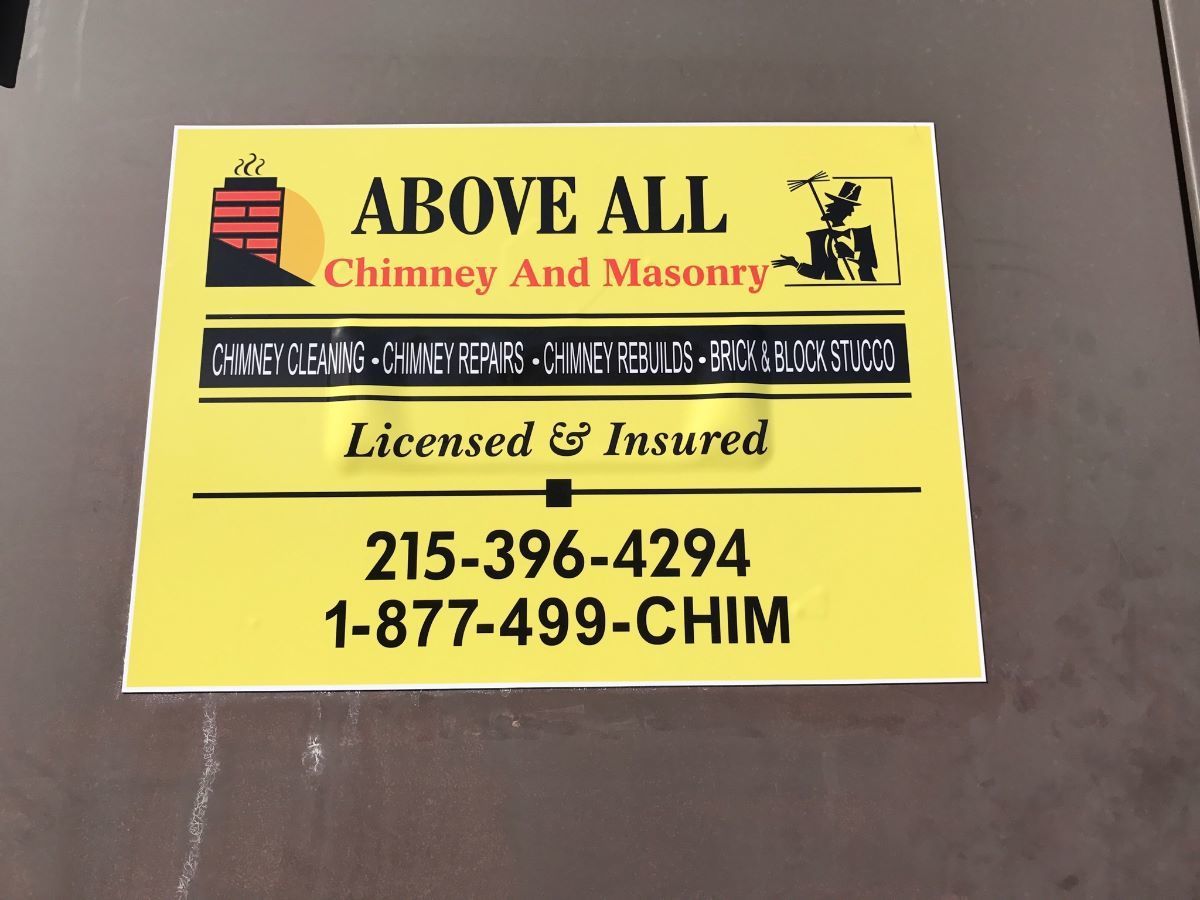 ABOVE ALL
Chimney And Masonry
CHIMNEY CLEANING • CHIMNEY REPAIRS • CHIMNEY REBUILDS • BRICK & BLOCK STUCCO
Licensed & Insured
215-396-4294
1-877-499-CHIM